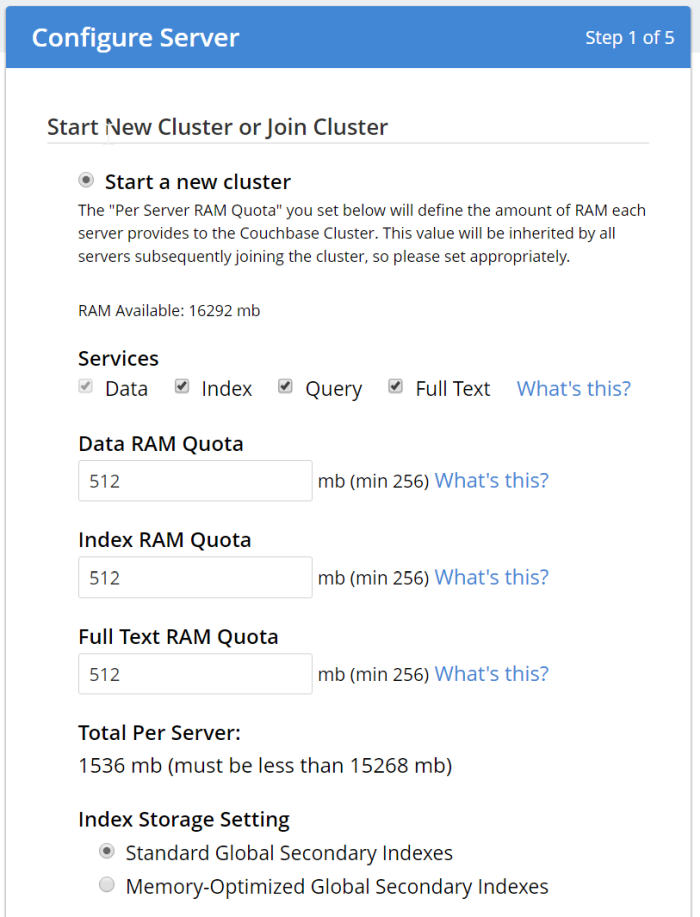 Configure Server Step 1 of 5
Start New Cluster or Join Cluster
Start a new cluster
The "Per Server RAM Quota" you set below will define the amount of RAM each
server provides to the Couchbase Cluster. This value will be inherited by all
servers subsequently joining the cluster, so please set appropriately.
RAM Available: 16292 mb
Services
Data Index Query Full Text What's this?
Data RAM Quota
512 mb (min 256) What's this?
Index RAM Quota
512 mb (min 256) What's this?
Full Text RAM Quota
512 mb (min 256) What's this?
Total Per Server:
1536 mb (must be less than 15268 mb)
Index Storage Setting
Standard Global Secondary Indexes
Memory-Optimized Global Secondary Indexes